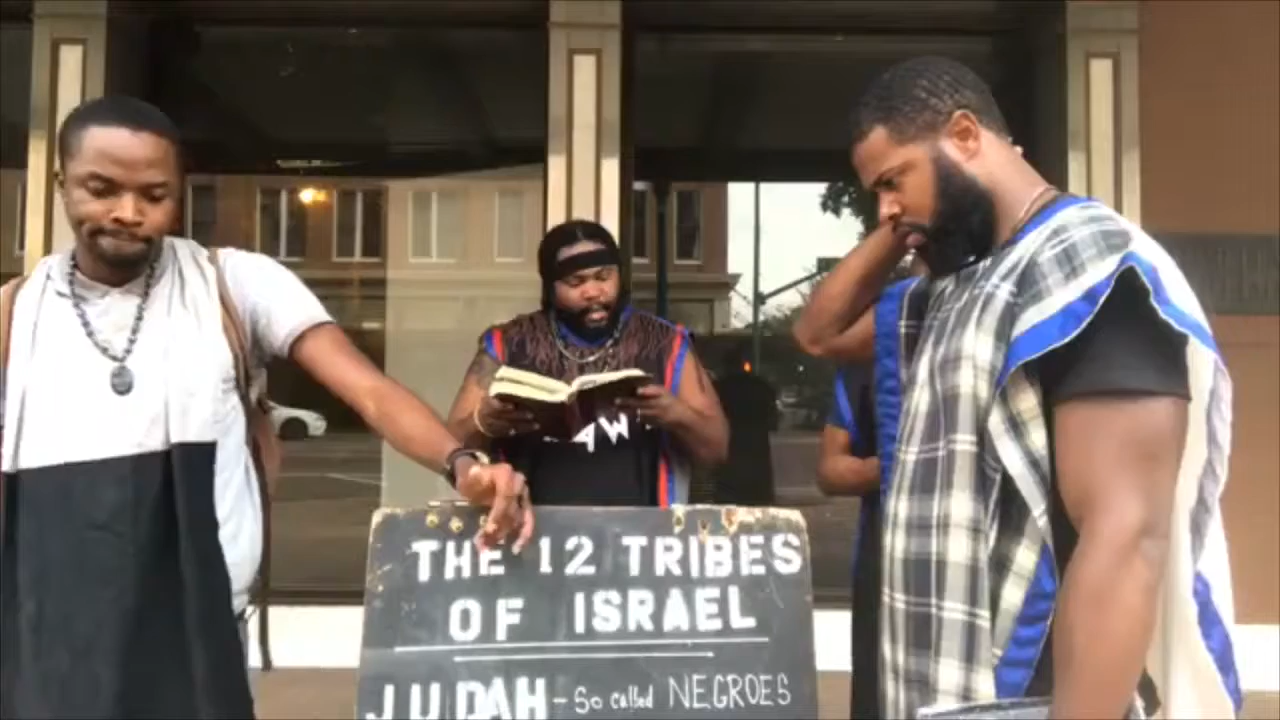 THE 12 TRIBES
OF ISRAEL
JUDAH - So called NEGROES